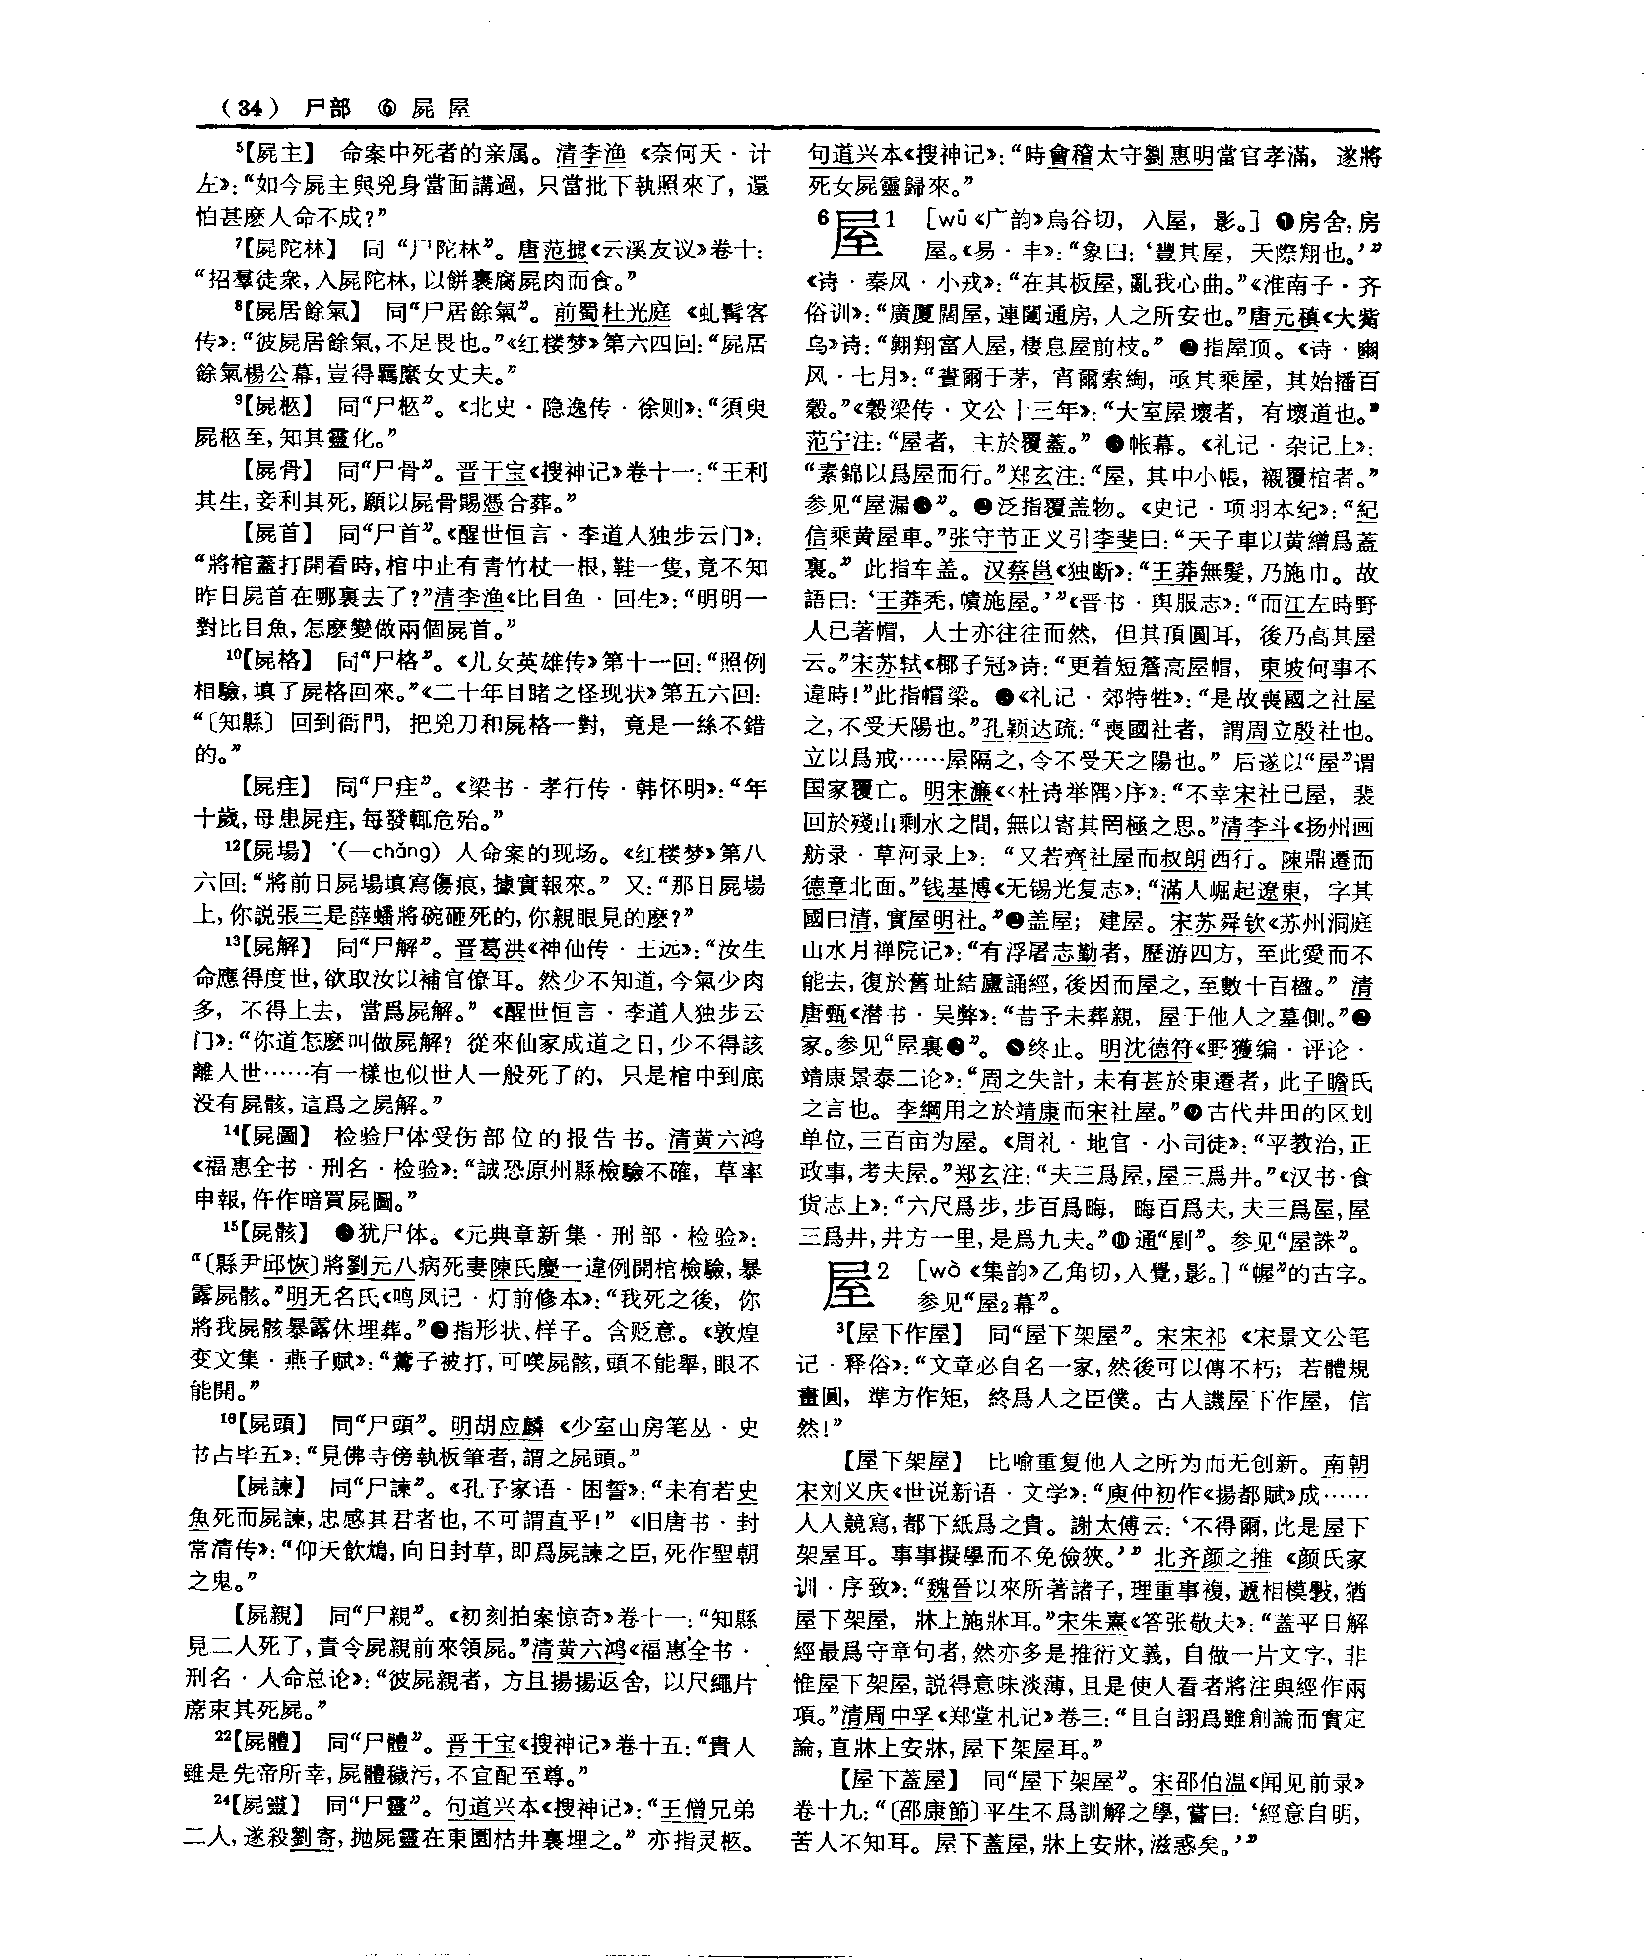 （34） 尸部 ⑥ 屍 屋
⁵【屍主】 命案中死者的亲属。清李渔《奈何天·计
左》：“如今屍主與兇身當面講過，只當批下執照來了，還
怕甚麽人命不成？”
⁷【屍陀林】 同“尸陀林”。唐范摅《云溪友议》卷十：
“招羣徒衆，入屍陀林，以餅裹腐屍肉而食。”
⁸【屍居餘氣】 同“尸居餘氣”。前蜀杜光庭《虬髯客
传》：“彼屍居餘氣，不足畏也。”《红楼梦》第六四回：“屍居
餘氣楊公幕，豈得羈縻女丈夫。”
⁹【屍柩】 同“尸柩”。《北史·隐逸传·徐则》：“須臾
屍柩至，知其靈化。”
【屍骨】 同“尸骨”。晋干宝《搜神记》卷十一：“王利
其生，妾利其死，願以屍骨賜憑合葬。”
【屍首】 同“尸首”。《醒世恒言·李道人独步云门》：
“將棺蓋打開看時，棺中止有青竹杖一根，鞋一隻，竟不知
昨日屍首在哪裏去了？”清李渔《比目鱼·回生》：“明明一
對比目魚，怎麽變做兩個屍首。”
¹⁰【屍格】 同“尸格”。《儿女英雄传》第十一回：“照例
相驗，填了屍格回來。”《二十年目睹之怪现状》第五六回：
“〔知縣〕回到衙門，把兇刀和屍格一對，竟是一絲不錯
的。”
【屍疰】 同“尸疰”。《梁书·孝行传·韩怀明》：“年
十歲，母患屍疰，每發輒危殆。”
¹²【屍場】 （—chǎng）人命案的现场。《红楼梦》第八
六回：“將前日屍場填寫傷痕，據實報來。”又：“那日屍場
上，你説張三是薛蟠將碗砸死的，你親眼見的麽？”
¹³【屍解】 同“尸解”。晋葛洪《神仙传·王远》：“汝生
命應得度世，欲取汝以補官僚耳。然少不知道，今氣少肉
多，不得上去，當爲屍解。”《醒世恒言·李道人独步云
门》：“你道怎麽叫做屍解？從來仙家成道之日，少不得該
離人世……有一樣也似世人一般死了的，只是棺中到底
没有屍骸，這爲之屍解。”
¹⁴【屍圖】 检验尸体受伤部位的报告书。清黄六鸿
《福惠全书·刑名·检验》：“誠恐原州縣檢驗不確，草率
申報，仵作暗買屍圖。”
¹⁵【屍骸】 ❶犹尸体。《元典章新集·刑部·检验》：
“〔縣尹邱恢〕將劉元八病死妻陳氏慶一違例開棺檢驗，暴
露屍骸。”明无名氏《鸣凤记·灯前修本》：“我死之後，你
將我屍骸暴露休埋葬。”❷指形状、样子。含贬意。《敦煌
变文集·燕子赋》：“鷰子被打，可唉屍骸，頭不能舉，眼不
能開。”
¹⁶【屍頭】 同“尸頭”。明胡应麟《少室山房笔丛·史
书占毕五》：“見佛寺傍執板筆者，謂之屍頭。”
【屍諫】 同“尸諫”。《孔子家语·困誓》：“未有若史
魚死而屍諫，忠感其君者也，不可謂直乎！”《旧唐书·封
常清传》：“仰天飲鴆，向日封草，即爲屍諫之臣，死作聖朝
之鬼。”
【屍親】 同“尸親”。《初刻拍案惊奇》卷十一：“知縣
見二人死了，責令屍親前來領屍。”清黄六鸿《福惠全书·
刑名·人命总论》：“彼屍親者，方且揚揚返舍，以尺繩片
蓆束其死屍。”
²²【屍體】 同“尸體”。晋干宝《搜神记》卷十五：“貴人
雖是先帝所幸，屍體穢污，不宜配至尊。”
²⁴【屍靈】 同“尸靈”。句道兴本《搜神记》：“王僧兄弟
二人，遂殺劉寄，抛屍靈在東園枯井裏埋之。”亦指灵柩。
句道兴本《搜神记》：“時會稽太守劉惠明當官孝滿，遂將
死女屍靈歸來。”
6 屋1 ［wū《广韵》烏谷切，入屋，影。］❶房舍；房
屋。《易·丰》：“象曰：‘豐其屋，天際翔也。’”
《诗·秦风·小戎》：“在其板屋，亂我心曲。”《淮南子·齐
俗训》：“廣厦闊屋，連闥通房，人之所安也。”唐元稹《大觜
乌》诗：“翱翔富人屋，棲息屋前枝。”❷指屋顶。《诗·豳
风·七月》：“晝爾于茅，宵爾索綯，亟其乘屋，其始播百
穀。”《穀梁传·文公十三年》：“大室屋壞者，有壞道也。”
范宁注：“屋者，主於覆蓋。”❸帐幕。《礼记·杂记上》：
“素錦以爲屋而行。”郑玄注：“屋，其中小帳，襯覆棺者。”
参见“屋漏❶”。❹泛指覆盖物。《史记·项羽本纪》：“紀
信乘黄屋車。”张守节正义引李斐曰：“天子車以黄繒爲蓋
裏。”此指车盖。汉蔡邕《独断》：“王莽無髮，乃施巾。故
語曰：‘王莽秃，幘施屋。’”《晋书·舆服志》：“而江左時野
人已著帽，人士亦往往而然，但其頂圓耳，後乃高其屋
云。”宋苏轼《椰子冠》诗：“更着短簷高屋帽，東坡何事不
違時！”此指帽梁。❺《礼记·郊特牲》：“是故喪國之社屋
之，不受天陽也。”孔颖达疏：“喪國社者，謂周立殷社也。
立以爲戒……屋隔之，令不受天之陽也。”后遂以“屋”谓
国家覆亡。明宋濂《〈杜诗举隅〉序》：“不幸宋社已屋，裴
回於殘山剩水之間，無以寄其罔極之思。”清李斗《扬州画
舫录·草河录上》：“又若齊社屋而叔朗西行。陳鼎遷而
德章北面。”钱基博《无锡光复志》：“滿人崛起遼東，字其
國曰清，實屋明社。”❻盖屋；建屋。宋苏舜钦《苏州洞庭
山水月禅院记》：“有浮屠志勤者，歷游四方，至此愛而不
能去，復於舊址結廬誦經，後因而屋之，至數十百楹。”清
唐甄《潜书·吴弊》：“昔予未葬親，屋于他人之墓側。”❼
家。参见“屋裏❷”。❽终止。明沈德符《野獲编·评论·
靖康景泰二论》：“周之失計，未有甚於東遷者，此子瞻氏
之言也。李綱用之於靖康而宋社屋。”❾古代井田的区划
单位，三百亩为屋。《周礼·地官·小司徒》：“平教治，正
政事，考夫屋。”郑玄注：“夫三爲屋，屋三爲井。”《汉书·食
货志上》：“六尺爲步，步百爲晦，晦百爲夫，夫三爲屋，屋
三爲井，井方一里，是爲九夫。”❿通“剭”。参见“屋誅”。
屋2 ［wò《集韵》乙角切，入覺，影。］“幄”的古字。
参见“屋₂幕”。
³【屋下作屋】 同“屋下架屋”。宋宋祁《宋景文公笔
记·释俗》：“文章必自名一家，然後可以傳不朽；若體規
畫圓，準方作矩，終爲人之臣僕。古人譏屋下作屋，信
然！”
【屋下架屋】 比喻重复他人之所为而无创新。南朝
宋刘义庆《世说新语·文学》：“庾仲初作《揚都賦》成……
人人競寫，都下紙爲之貴。謝太傅云：‘不得爾，此是屋下
架屋耳。事事擬學而不免儉狹。’”北齐颜之推《颜氏家
训·序致》：“魏晉以來所著諸子，理重事複，遞相模斆，猶
屋下架屋，牀上施牀耳。”宋朱熹《答张敬夫》：“蓋平日解
經最爲守章句者，然亦多是推衍文義，自做一片文字，非
惟屋下架屋，説得意味淡薄，且是使人看者將注與經作兩
項。”清周中孚《郑堂札记》卷三：“且自詡爲雖創論而實定
論，直牀上安牀，屋下架屋耳。”
【屋下蓋屋】 同“屋下架屋”。宋邵伯温《闻见前录》
卷十九：“〔邵康節〕平生不爲訓解之學，嘗曰：‘經意自明，
苦人不知耳。屋下蓋屋，牀上安牀，滋惑矣。’”